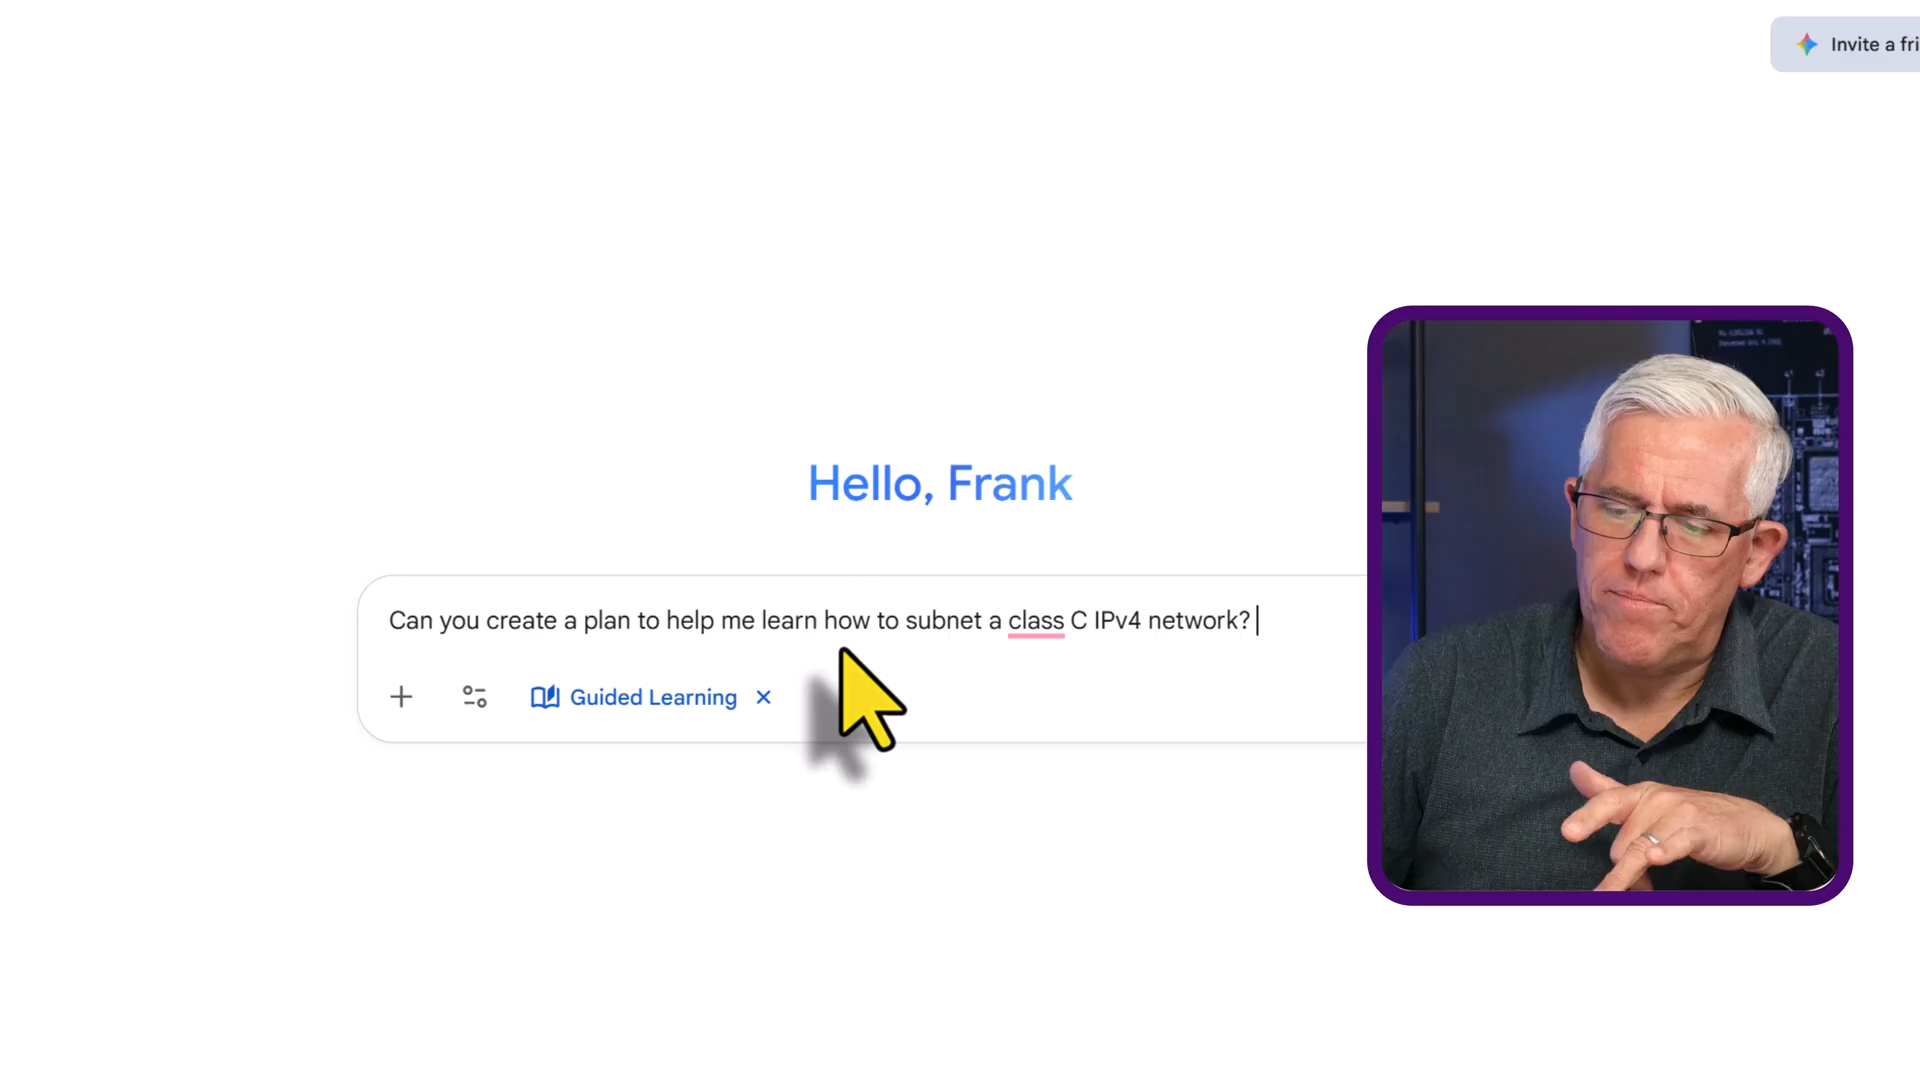 Invite a fri
Hello, Frank
Can you create a plan to help me learn how to subnet a class C IPv4 network?
Guided Learning